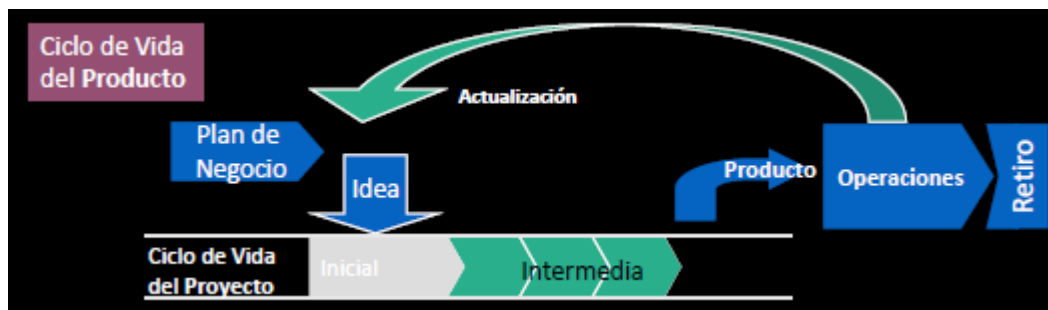 Ciclo de Vida
del Producto
Actualización
Plan de
Negocio
Idea
Producto
Operaciones
Retiro
Ciclo de Vida
del Proyecto
Inicial
Intermedia